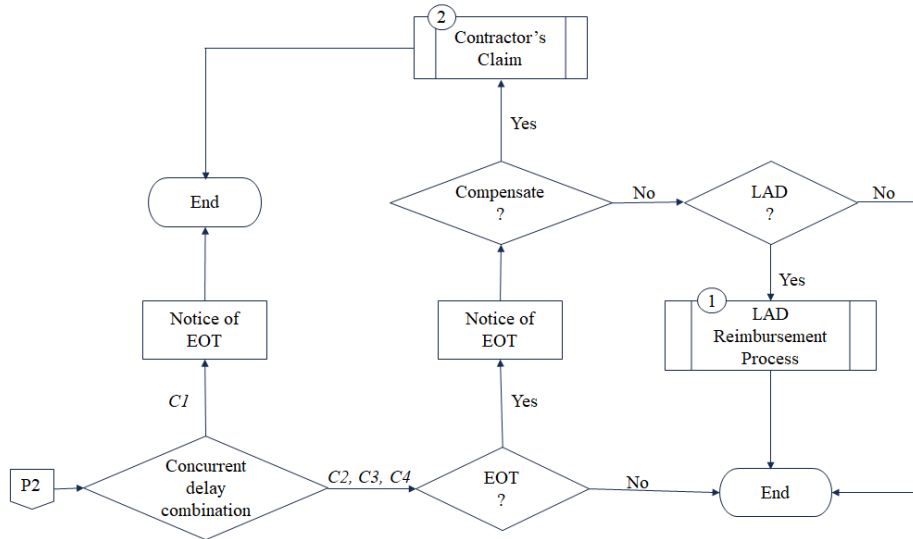 2
Contractor's
Claim
Yes
End
Compensate
?
No
LAD
?
No
Yes
Notice of
EOT
Notice of
EOT
1
LAD
Reimbursement
Process
C1
Yes
P2
Concurrent
delay
combination
C2, C3, C4
EOT
?
No
End